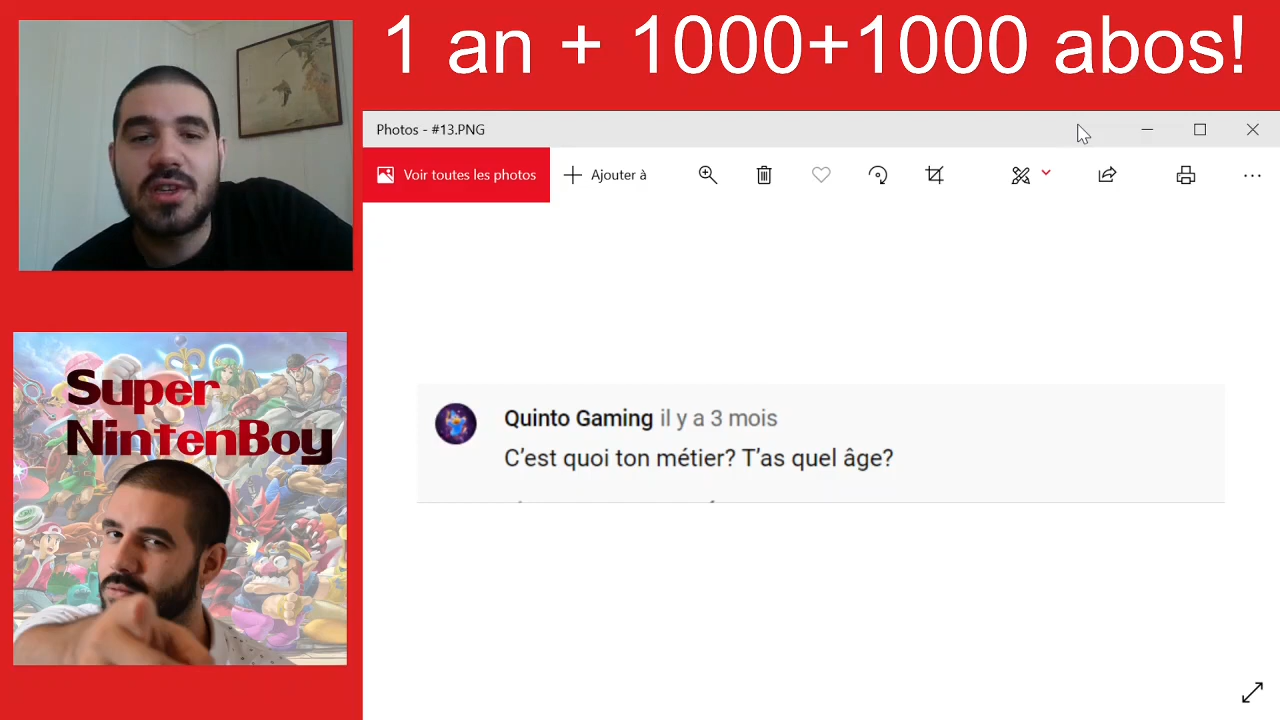 1 an + 1000+1000 abos!
Photos - #13.PNG
Voir toutes les photos
Ajouter à
Super
NintenBoy
Quinto Gaming il y a 3 mois
C’est quoi ton métier? T’as quel âge?